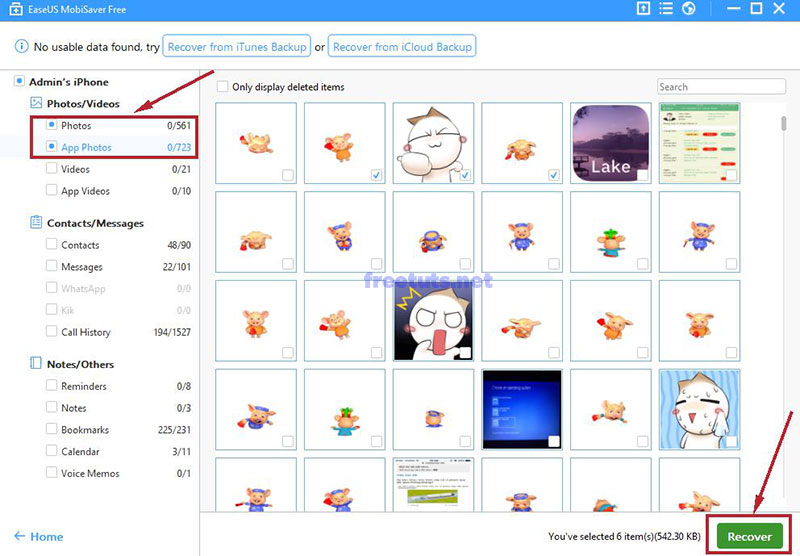 EaseUS MobiSaver Free
No usable data found, try Recover from iTunes Backup or Recover from iCloud Backup
Admin's iPhone
Photos/Videos
Photos 0/561
App Photos 0/723
Videos 0/21
App Videos 0/10
Contacts/Messages
Contacts 48/90
Messages 22/101
WhatsApp 0/0
Kik 0/0
Call History 194/1527
Notes/Others
Reminders 0/8
Notes 0/3
Bookmarks 225/231
Calendar 3/11
Voice Memos 0/1
Home
Only display deleted items
Search
Lake
freetuts.net
You've selected 6 item(s)(542.30 KB)
Recover